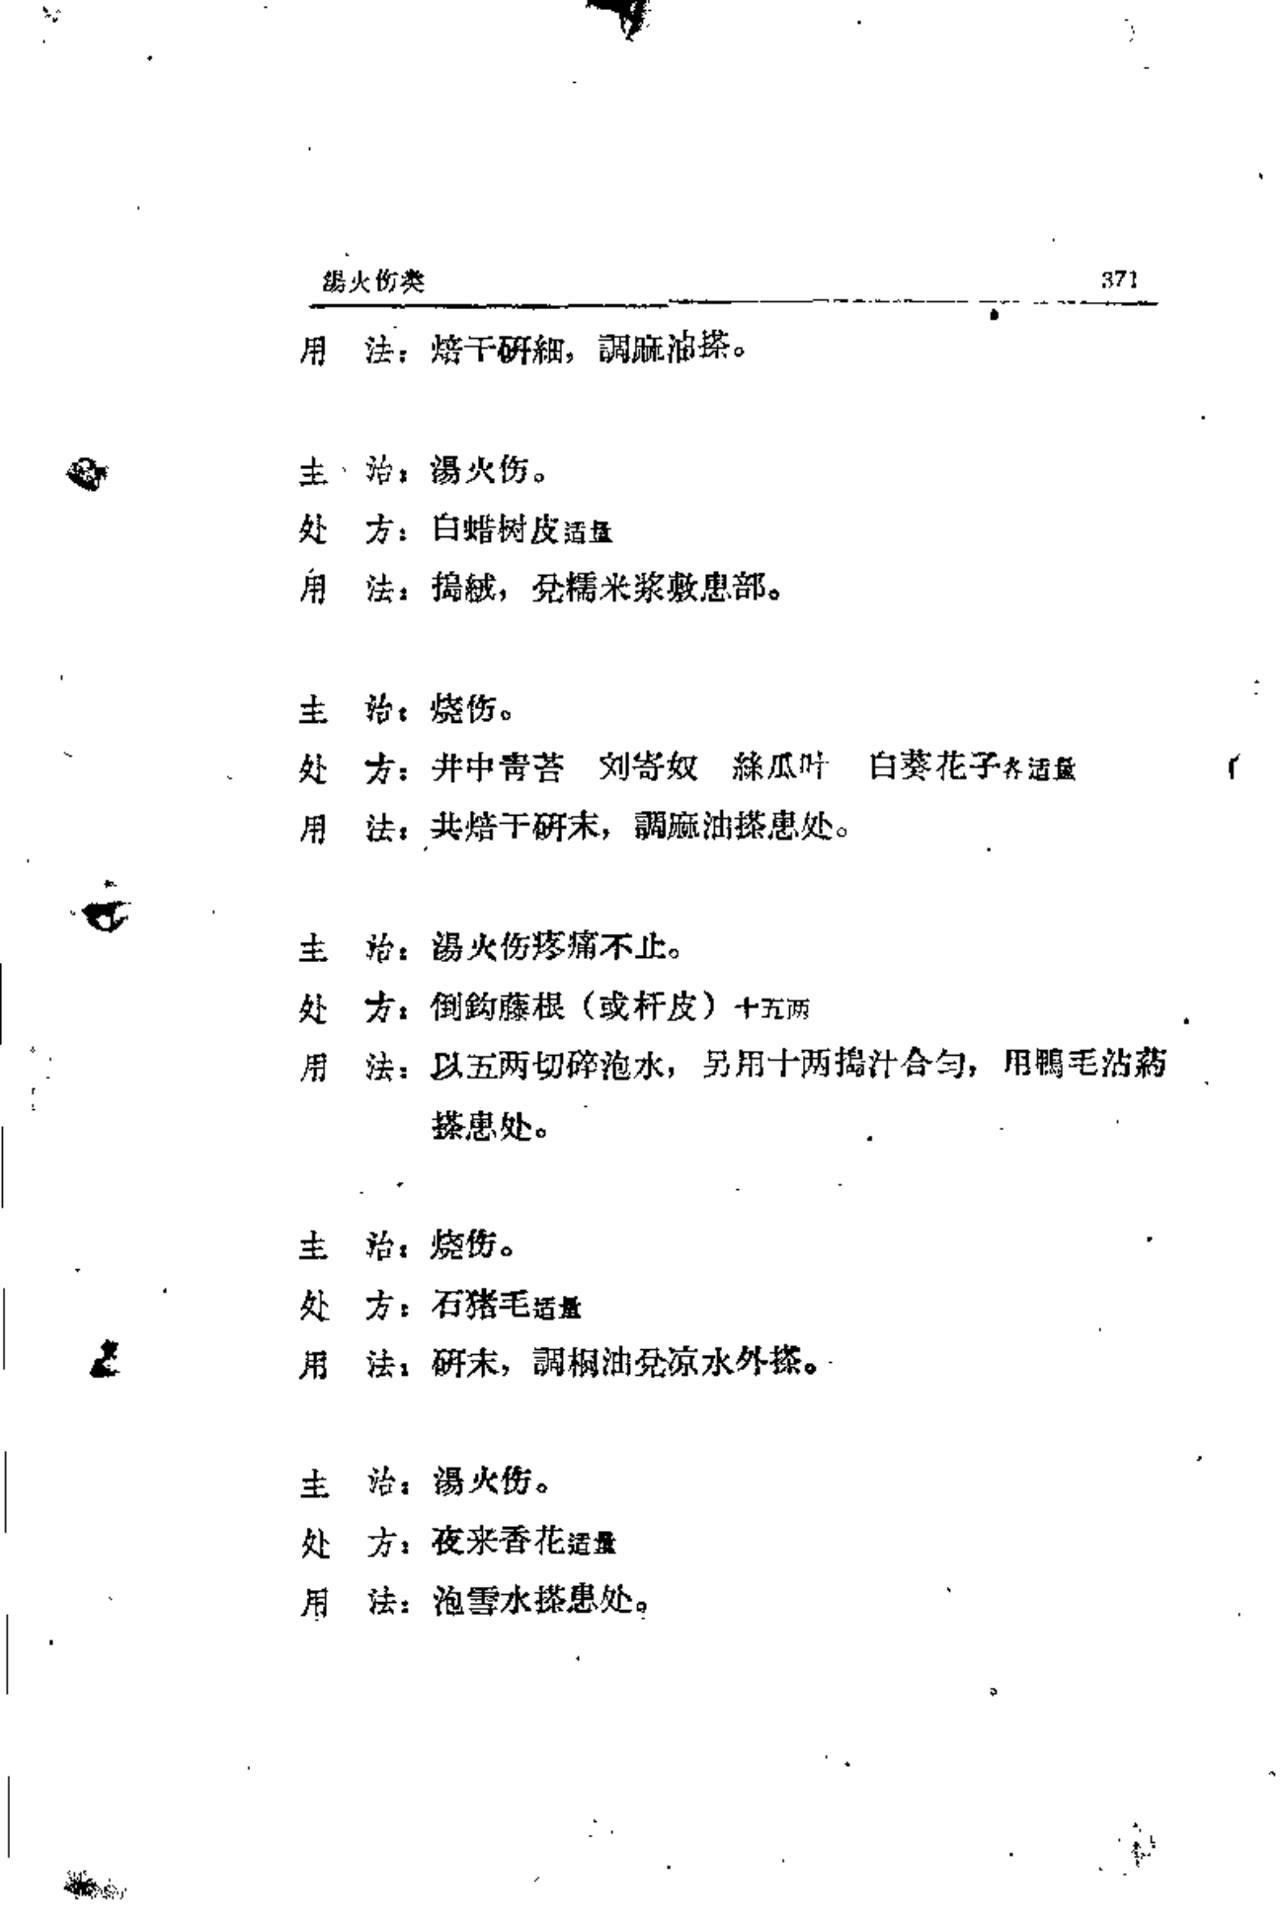 湯火伤类 371
用 法：焙干研細，調麻油搽。
主 治：湯火伤。
处 方：白蜡树皮适量
用 法：搗絨，兌糯米浆敷患部。
主 治：烧伤。
处 方：井中青苔 刘寄奴 絲瓜叶 白葵花子各适量
用 法：共焙干研末，調麻油搽患处。
主 治：湯火伤疼痛不止。
处 方：倒鈎藤根（或杆皮）十五两
用 法：以五两切碎泡水，另用十两搗汁合匀，用鴨毛沾葯
搽患处。
主 治：烧伤。
处 方：石猪毛适量
用 法：研末，調桐油兌凉水外搽。
主 治：湯火伤。
处 方：夜来香花适量
用 法：泡雪水搽患处。